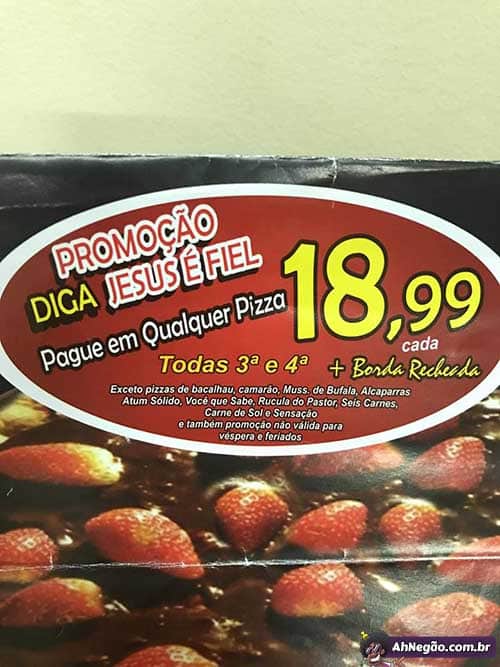 PROMOÇÃO
DIGA JESUS É FIEL
Pague em Qualquer Pizza 18,99
cada
Todas 3ª e 4ª + Borda Recheada
Exceto pizzas de bacalhau, camarão, Muss. de Bufala, Alcaparras
Atum Sólido, Você que Sabe, Rucula do Pastor, Seis Carnes,
Carne de Sol e Sensação
e também promoção não válida para
véspera e feriados
AhNegão.com.br